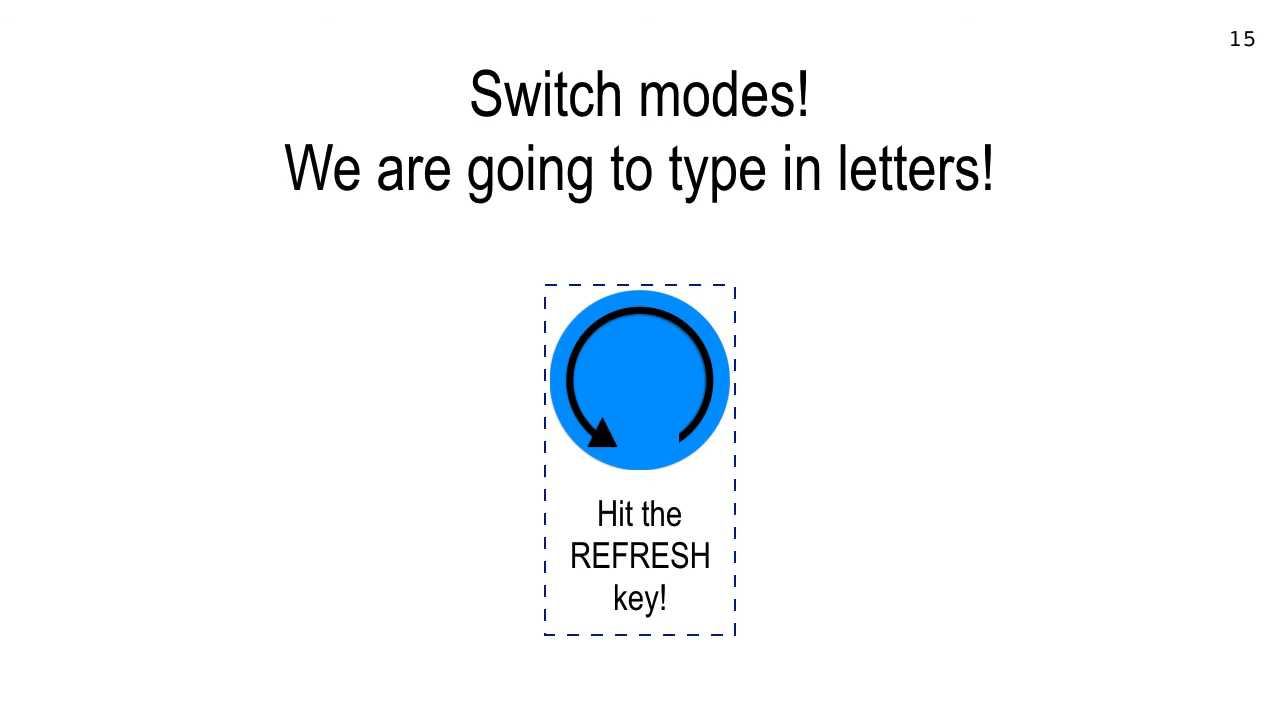 15
Switch modes!
We are going to type in letters!
Hit the
REFRESH
key!